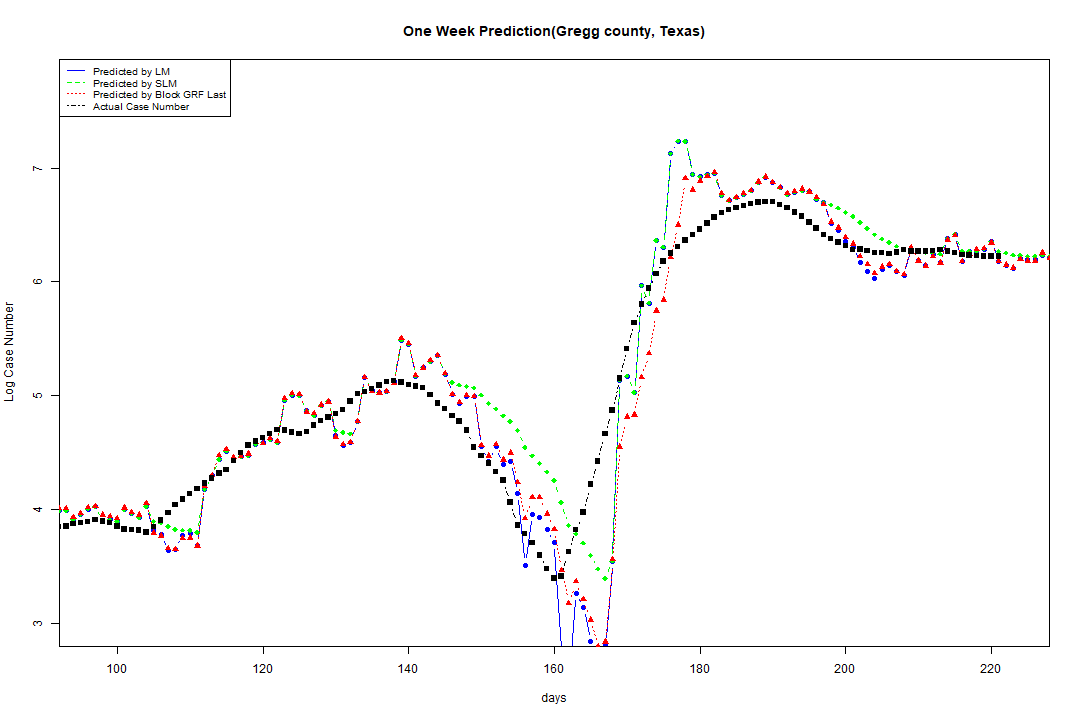 One Week Prediction(Gregg county, Texas)
Predicted by LM
Predicted by SLM
Predicted by Block GRF Last
Actual Case Number
Log Case Number
7
6
5
4
3
100 120 140 160 180 200 220
days